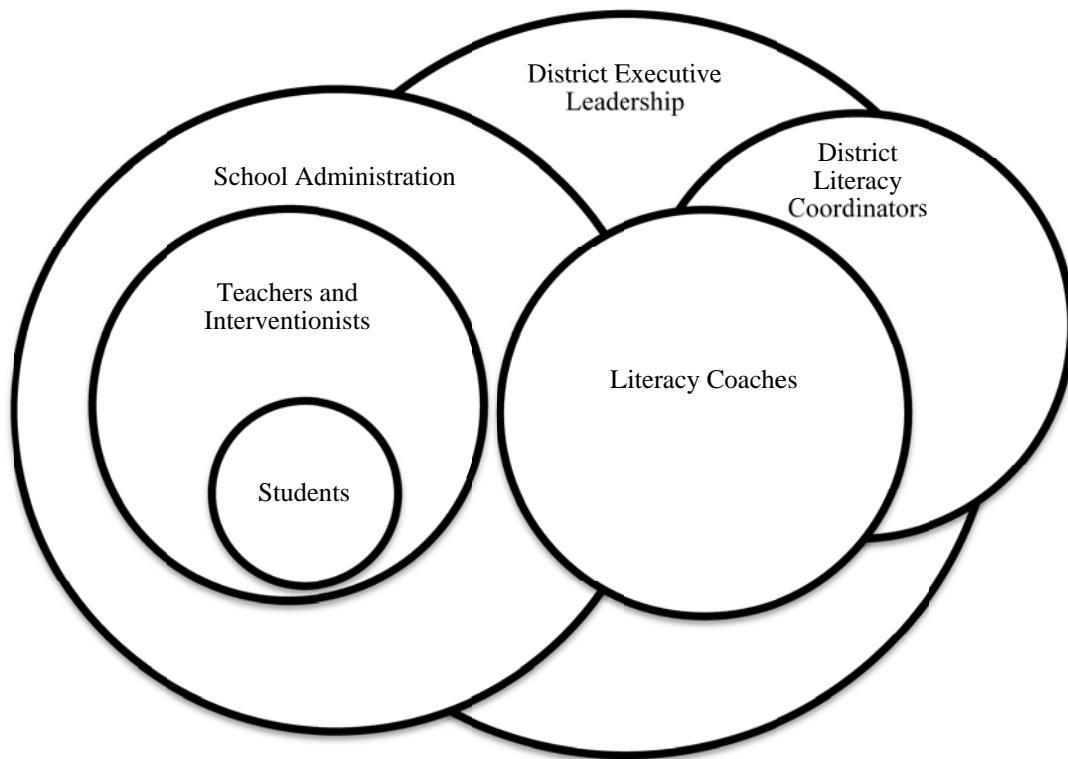 District Executive
Leadership
School Administration
District
Literacy
Coordinators
Teachers and
Interventionists
Literacy Coaches
Students